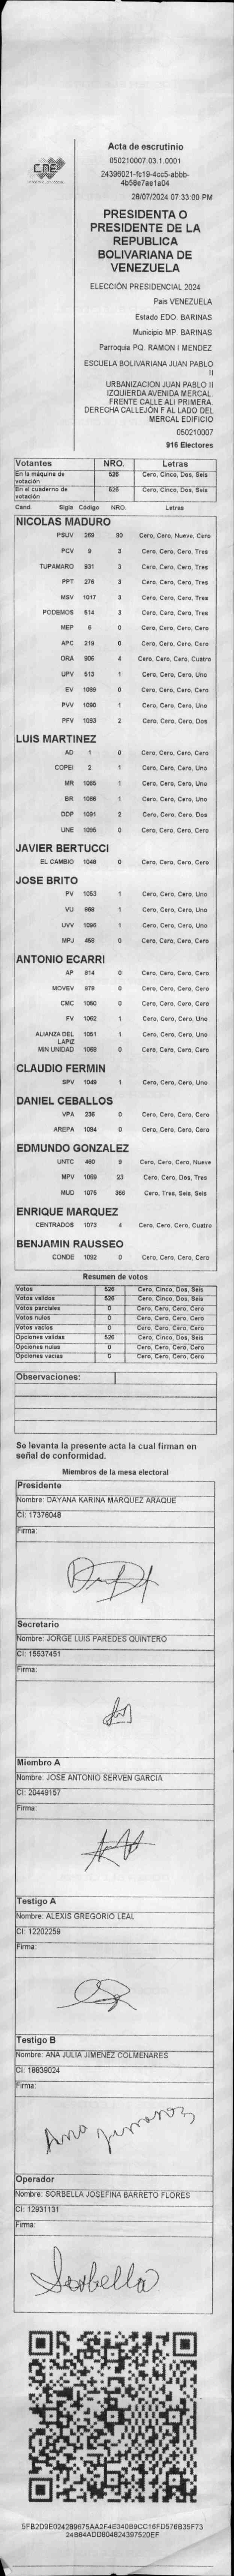 CNE
Acta de escrutinio
050210007.03.1.0001
24396021-fc19-4cc5-abbb-
4b56e7ae1a04
28/07/2024 07:33:00 PM
PRESIDENTA O
PRESIDENTE DE LA
REPUBLICA
BOLIVARIANA DE
VENEZUELA
ELECCIÓN PRESIDENCIAL 2024
País VENEZUELA
Estado EDO. BARINAS
Municipio MP. BARINAS
Parroquia PQ. RAMON I MENDEZ
ESCUELA BOLIVARIANA JUAN PABLO
II
URBANIZACION JUAN PABLO II
IZQUIERDA AVENIDA MERCAL.
FRENTE CALLE ALI PRIMERA.
DERECHA CALLEJÓN F AL LADO DEL
MERCAL EDIFICIO
050210007
916 Electores
Votantes NRO. Letras
En la máquina de votación 526 Cero, Cinco, Dos, Seis
En el cuaderno de votación 526 Cero, Cinco, Dos, Seis
Cand. Sigla Código NRO. Letras
NICOLAS MADURO
PSUV 269 90 Cero, Cero, Nueve, Cero
PCV 9 3 Cero, Cero, Cero, Tres
TUPAMARO 931 3 Cero, Cero, Cero, Tres
PPT 276 3 Cero, Cero, Cero, Tres
MSV 1017 3 Cero, Cero, Cero, Tres
PODEMOS 514 3 Cero, Cero, Cero, Tres
MEP 6 0 Cero, Cero, Cero, Cero
APC 219 0 Cero, Cero, Cero, Cero
ORA 905 4 Cero, Cero, Cero, Cuatro
UPV 513 1 Cero, Cero, Cero, Uno
EV 1089 0 Cero, Cero, Cero, Cero
PVV 1090 1 Cero, Cero, Cero, Uno
PFV 1093 2 Cero, Cero, Cero, Dos
LUIS MARTINEZ
AD 1 0 Cero, Cero, Cero, Cero
COPEI 2 1 Cero, Cero, Cero, Uno
MR 1065 1 Cero, Cero, Cero, Uno
BR 1066 1 Cero, Cero, Cero, Uno
DDP 1091 2 Cero, Cero, Cero, Dos
UNE 1095 0 Cero, Cero, Cero, Cero
JAVIER BERTUCCI
EL CAMBIO 1048 0 Cero, Cero, Cero, Cero
JOSE BRITO
PV 1053 1 Cero, Cero, Cero, Uno
VU 868 1 Cero, Cero, Cero, Uno
UVV 1096 1 Cero, Cero, Cero, Uno
MPJ 458 0 Cero, Cero, Cero, Cero
ANTONIO ECARRI
AP 814 0 Cero, Cero, Cero, Cero
MOVEV 978 0 Cero, Cero, Cero, Cero
CMC 1050 0 Cero, Cero, Cero, Cero
FV 1062 1 Cero, Cero, Cero, Uno
ALIANZA DEL LAPIZ 1051 1 Cero, Cero, Cero, Uno
MIN UNIDAD 1068 0 Cero, Cero, Cero, Cero
CLAUDIO FERMIN
SPV 1049 1 Cero, Cero, Cero, Uno
DANIEL CEBALLOS
VPA 236 0 Cero, Cero, Cero, Cero
AREPA 1094 0 Cero, Cero, Cero, Cero
EDMUNDO GONZALEZ
UNTC 460 9 Cero, Cero, Cero, Nueve
MPV 1069 23 Cero, Cero, Dos, Tres
MUD 1075 366 Cero, Tres, Seis, Seis
ENRIQUE MARQUEZ
CENTRADOS 1073 4 Cero, Cero, Cero, Cuatro
BENJAMIN RAUSSEO
CONDE 1092 0 Cero, Cero, Cero, Cero
Resumen de votos
Votos 526 Cero, Cinco, Dos, Seis
Votos validos 526 Cero, Cinco, Dos, Seis
Votos parciales 0 Cero, Cero, Cero, Cero
Votos nulos 0 Cero, Cero, Cero, Cero
Votos vacios 0 Cero, Cero, Cero, Cero
Opciones validas 526 Cero, Cinco, Dos, Seis
Opciones nulas 0 Cero, Cero, Cero, Cero
Opciones vacias 0 Cero, Cero, Cero, Cero
Observaciones:
Se levanta la presente acta la cual firman en
señal de conformidad.
Miembros de la mesa electoral
Presidente
Nombre: DAYANA KARINA MARQUEZ ARAQUE
CI: 17376048
Firma:
Secretario
Nombre: JORGE LUIS PAREDES QUINTERO
CI: 15537451
Firma:
Miembro A
Nombre: JOSE ANTONIO SERVEN GARCIA
CI: 20449157
Firma:
Testigo A
Nombre: ALEXIS GREGORIO LEAL
CI: 12202259
Firma:
Testigo B
Nombre: ANA JULIA JIMENEZ COLMENARES
CI: 18839024
Firma:
Ana Jimenez
Operador
Nombre: SORBELLA JOSEFINA BARRETO FLORES
CI: 12931131
Firma:
Sorbella
5FB2D9E024289675AA2F4E340B9CC16FD576B35F73
24B84ADD804824397520EF